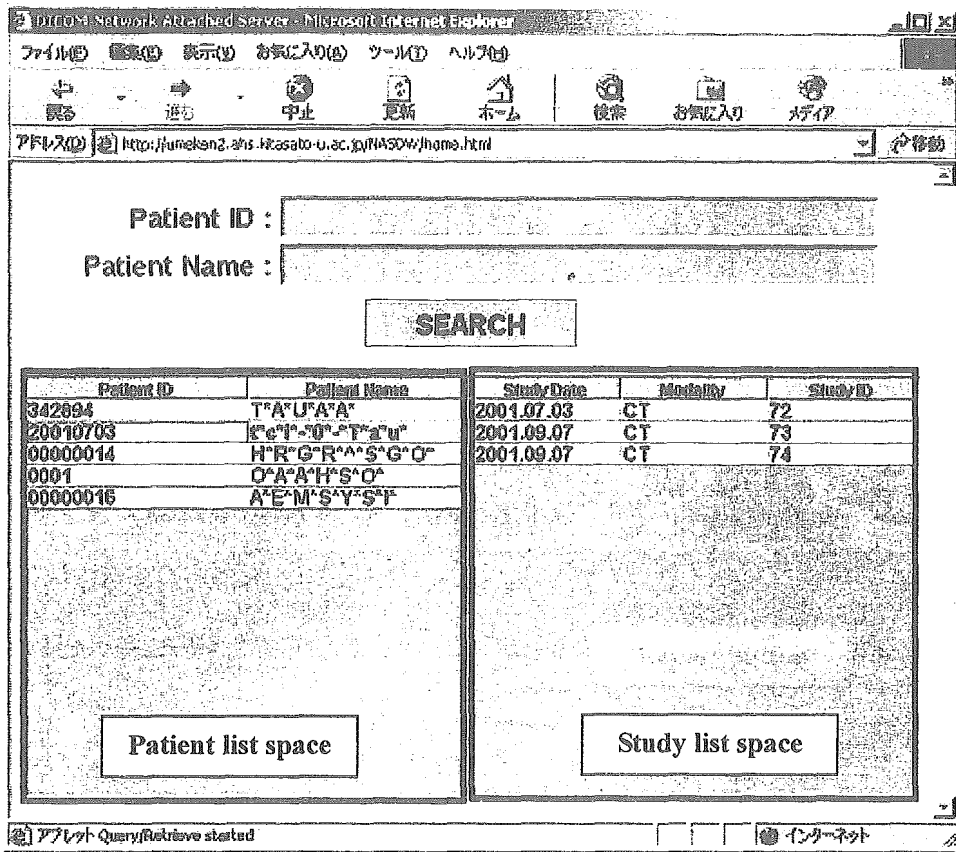 DICOM Network Attached Server - Microsoft Internet Explorer
ファイル(F) 編集(E) 表示(V) お気に入り(A) ツール(T) ヘルプ(H)
戻る 進む 中止 更新 ホーム 検索 お気に入り メディア
アドレス(D) http://umeken2.ahs.kitasato-u.ac.jp/NASDW/home.html 移動
Patient ID :
Patient Name :
SEARCH
Patient ID Patient Name Study Date Modality Study ID
342894 T*A*U*A*A* 2001.07.03 CT 72
20010703 2001.09.07 CT 73
00000014 H*R*G*R*^*S*G*O* 2001.09.07 CT 74
0001 O*A*A*H*S*O*
00000015 A*E*M*S*Y*S*I*
Patient list space
Study list space
アプレット Query/Retrieve started インターネット